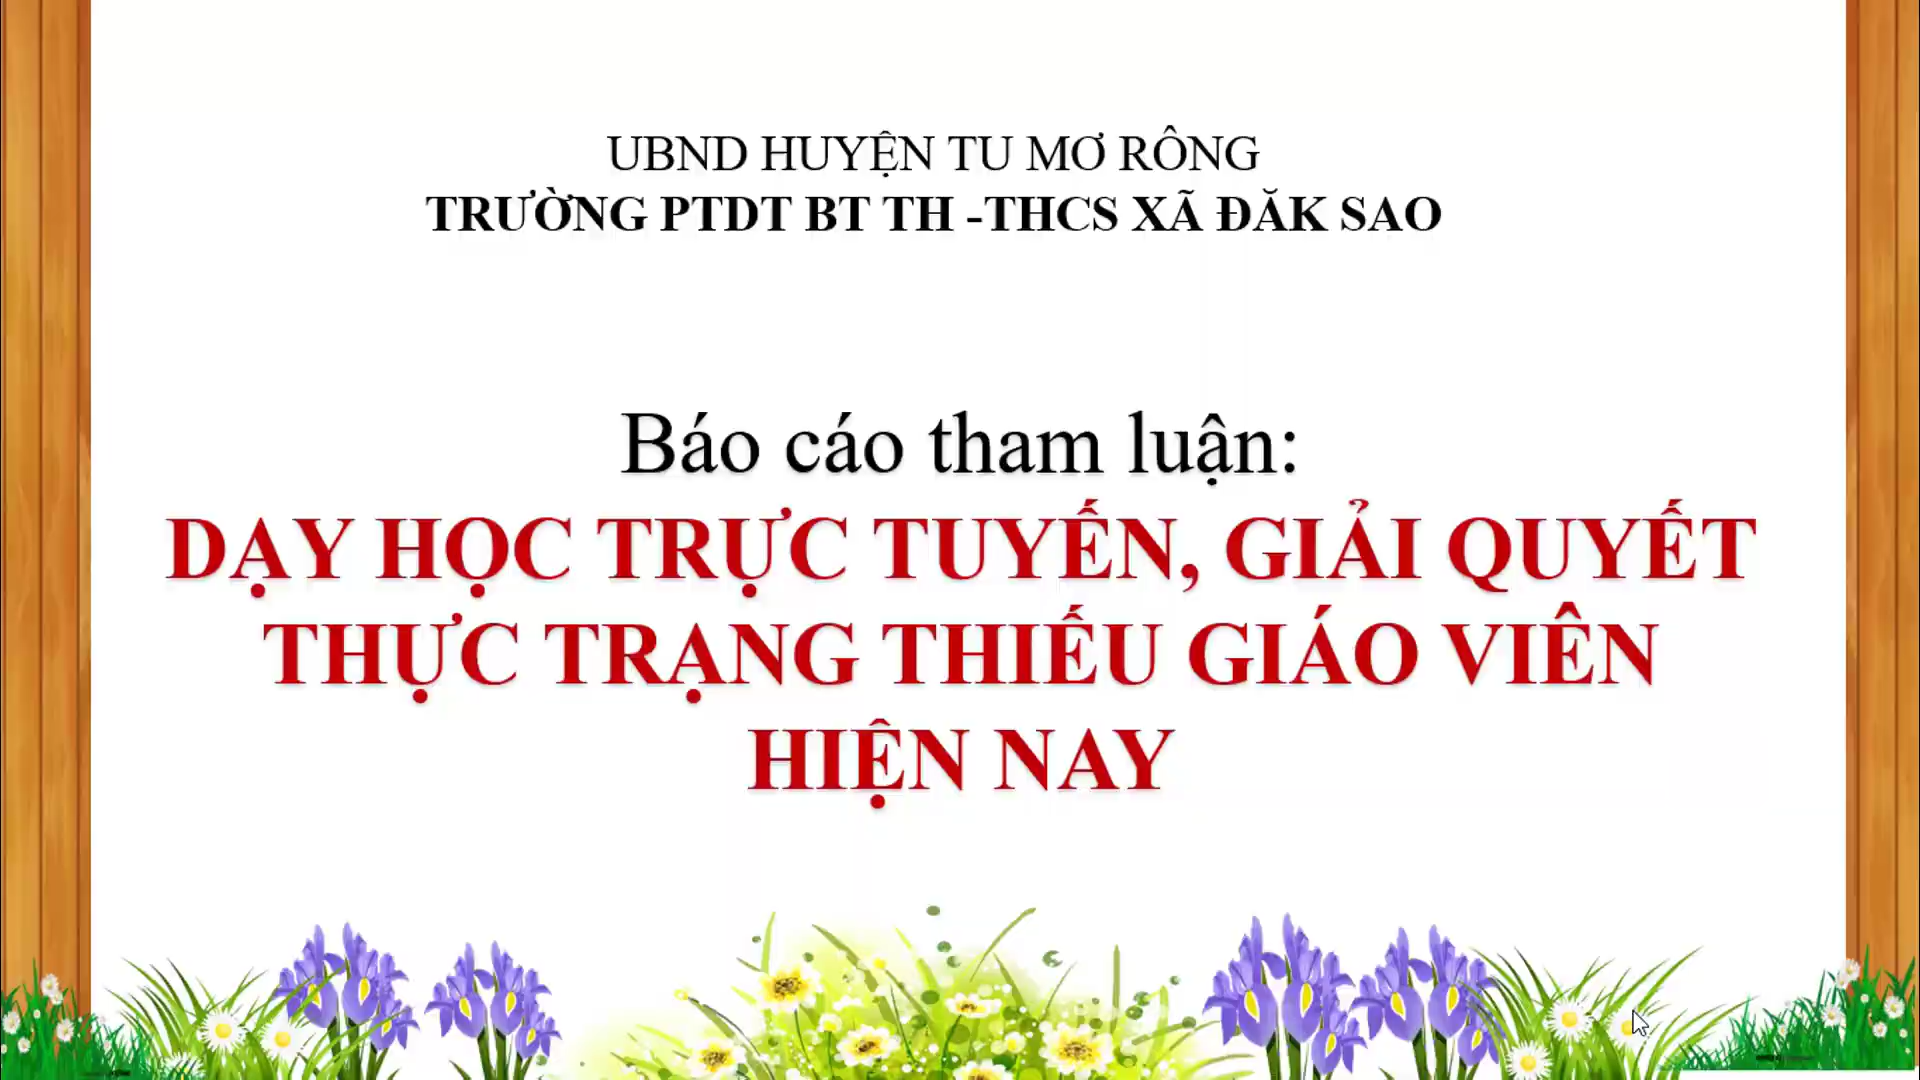 UBND HUYỆN TU MƠ RÔNG
TRƯỜNG PTDT BT TH -THCS XÃ ĐĂK SAO
Báo cáo tham luận:
DẠY HỌC TRỰC TUYẾN, GIẢI QUYẾT
THỰC TRẠNG THIẾU GIÁO VIÊN
HIỆN NAY